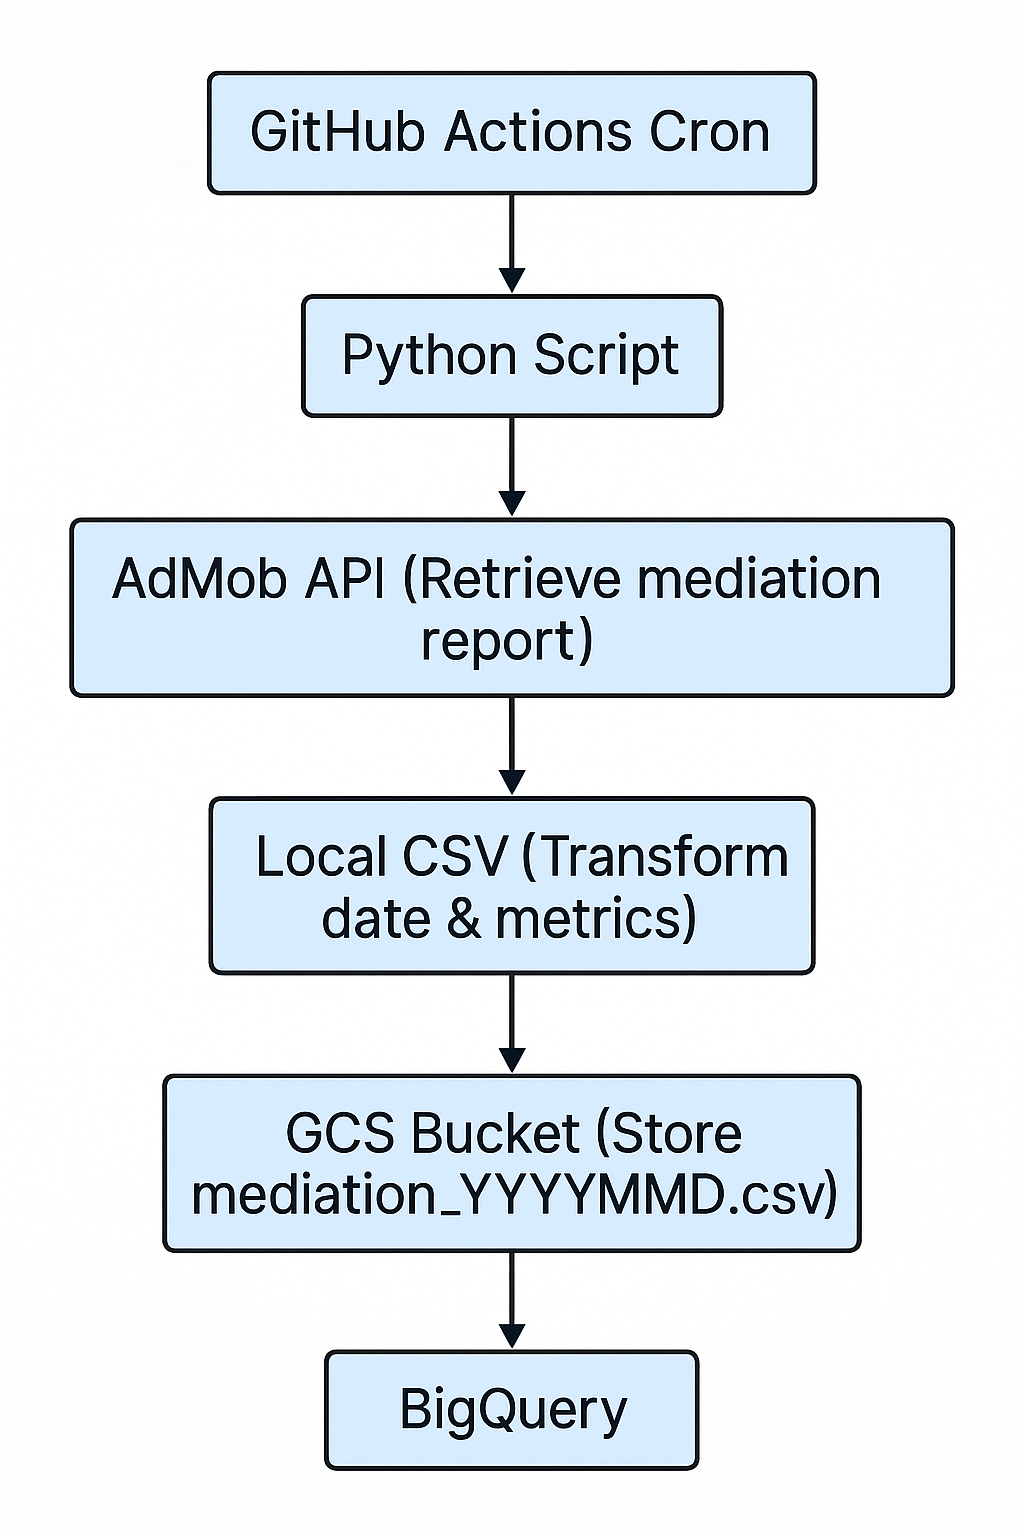 GitHub Actions Cron
Python Script
AdMob API (Retrieve mediation
report)
Local CSV (Transform
date & metrics)
GCS Bucket (Store
mediation_YYYYMMD.csv)
BigQuery